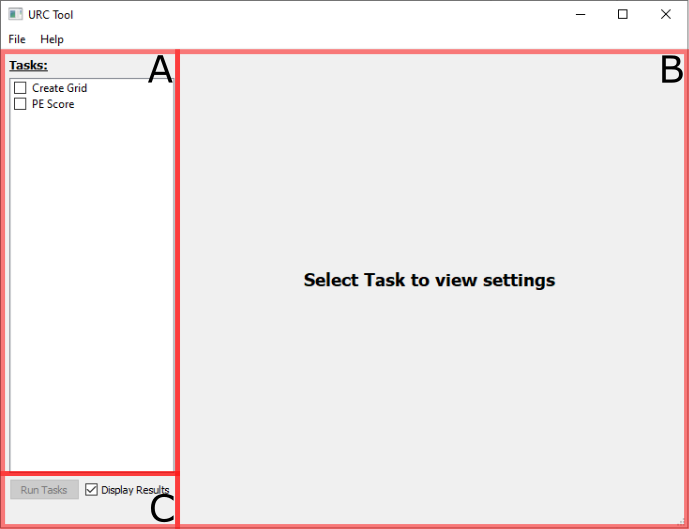 URC Tool
File Help
Tasks:
A
B
Create Grid
PE Score
Select Task to view settings
Run Tasks Display Results
C